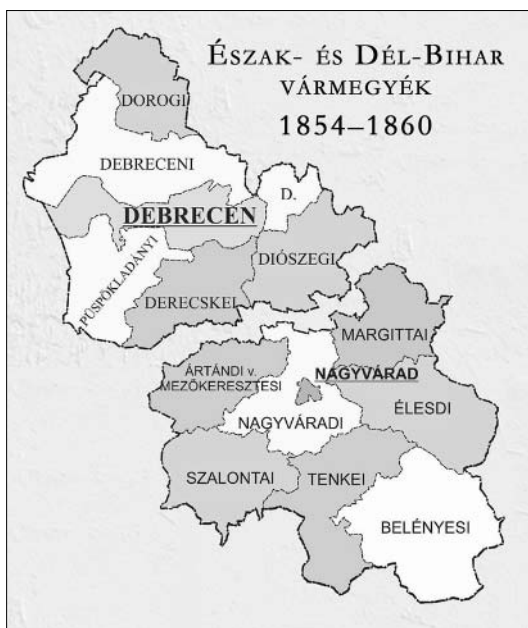 ÉSZAK- ÉS DÉL-BIHAR
VÁRMEGYÉK
1854–1860
DOROGI
DEBRECENI
D.
DEBRECEN
DIÓSZEGI
PÜSPÖKLADÁNYI
DERECSKEI
MARGITTAI
ÁRTÁNDI v.
MEZŐKERESZTESI
NAGYVÁRAD
ÉLESDI
NAGYVÁRADI
SZALONTAI
TENKEI
BELÉNYESI